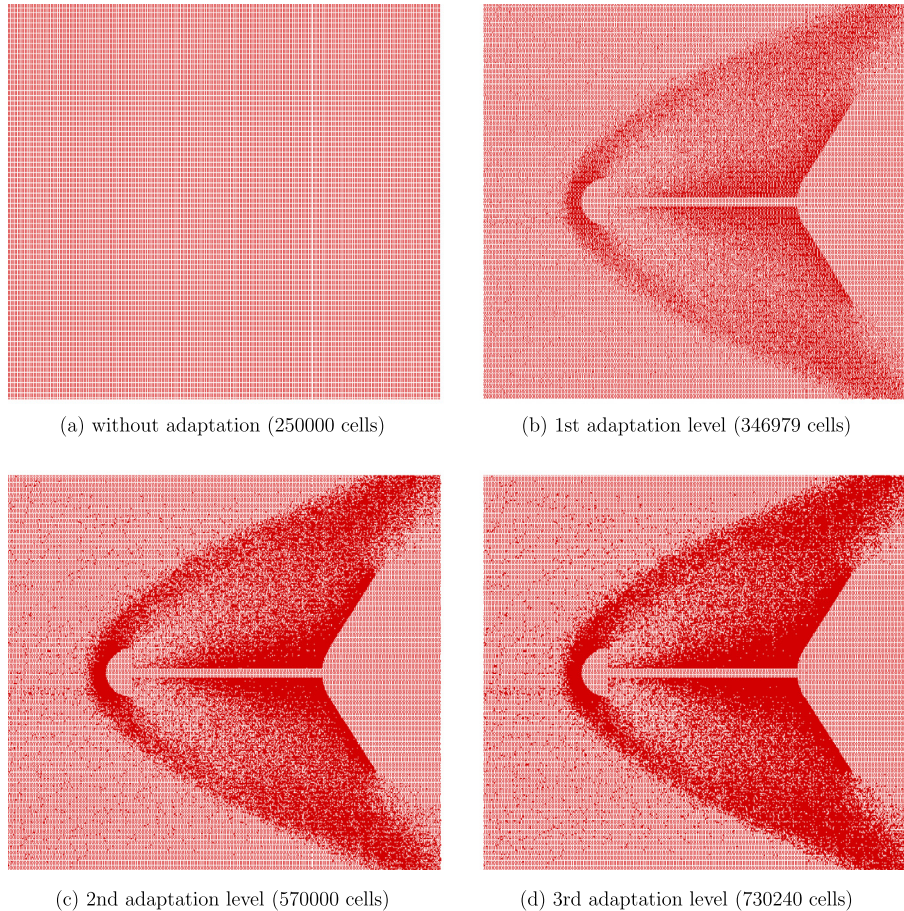 (a) without adaptation (250000 cells)
(b) 1st adaptation level (346979 cells)
(c) 2nd adaptation level (570000 cells)
(d) 3rd adaptation level (730240 cells)